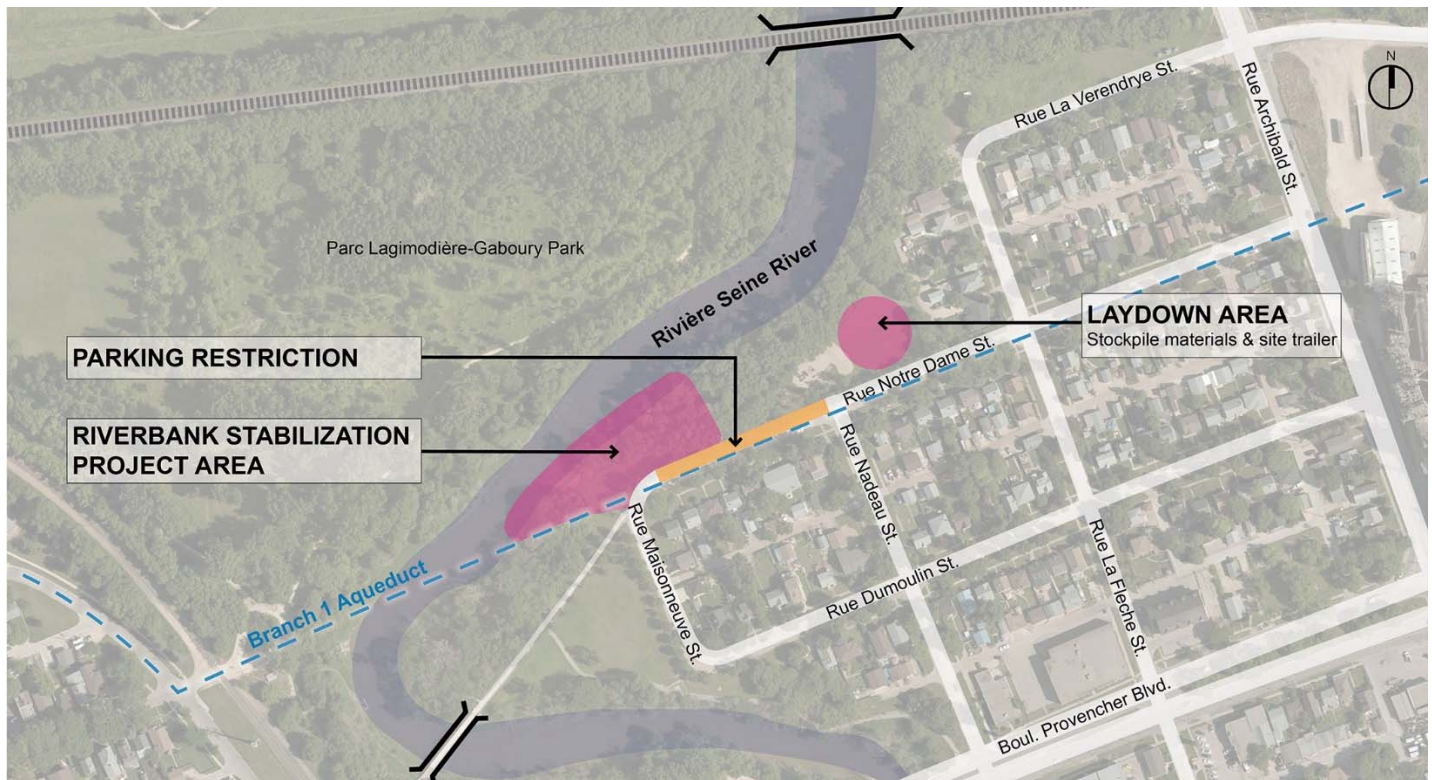 N
Rue La Verendrye St.
Rue Archibald St.
Parc Lagimodière-Gaboury Park
Rivière Seine River
LAYDOWN AREA
Stockpile materials & site trailer
PARKING RESTRICTION
Rue Notre Dame St.
RIVERBANK STABILIZATION
PROJECT AREA
Rue Nadeau St.
Rue Maisonneuve St.
Rue La Fleche St.
Rue Dumoulin St.
Branch 1 Aqueduct
Boul. Provencher Blvd.